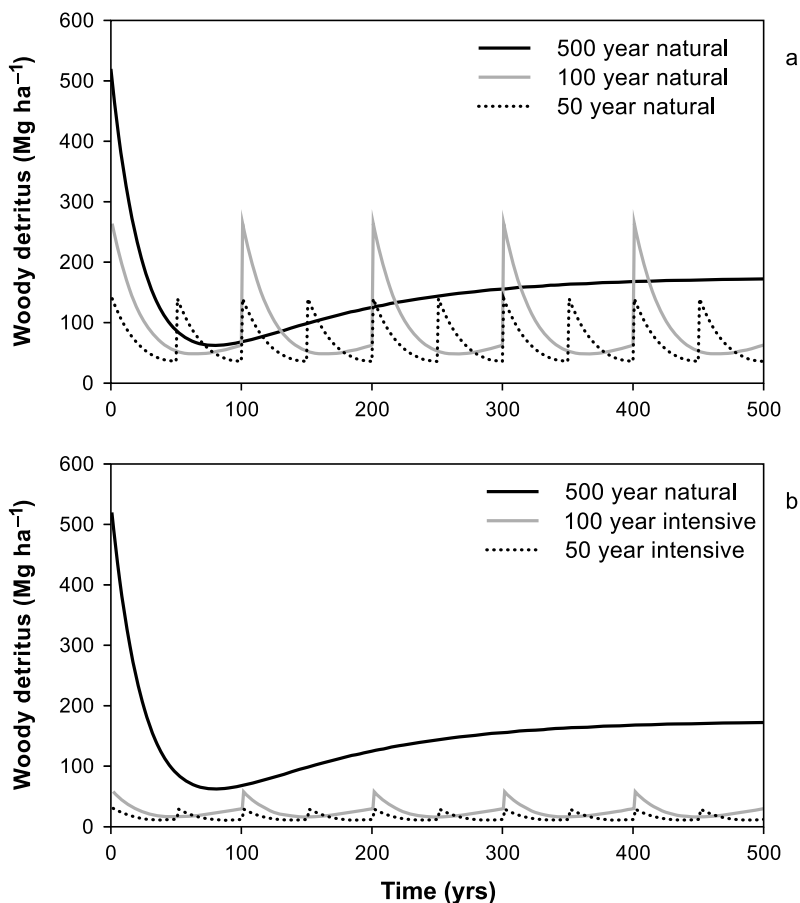 600
500
400
300
200
100
0
Woody detritus (Mg ha⁻¹)
500 year natural
100 year natural
50 year natural
a
0 100 200 300 400 500
600
500
400
300
200
100
0
Woody detritus (Mg ha⁻¹)
500 year natural
100 year intensive
50 year intensive
b
0 100 200 300 400 500
Time (yrs)